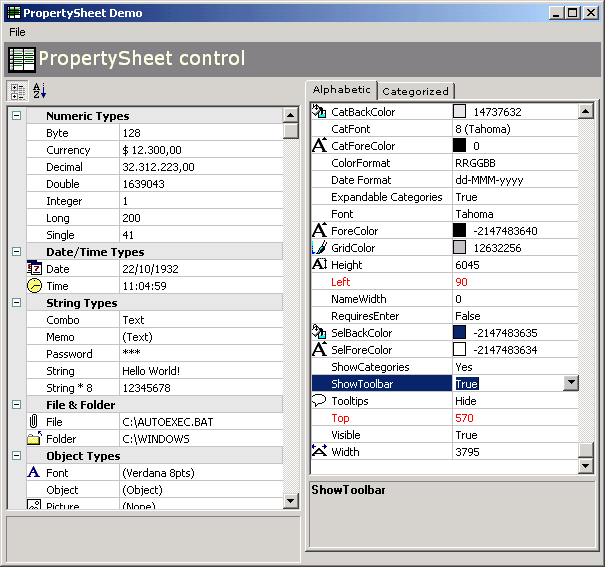 PropertySheet Demo
File
PropertySheet control
Numeric Types
Byte 128
Currency $ 12.300,00
Decimal 32.312.223,00
Double 1639043
Integer 1
Long 200
Single 41
Date/Time Types
Date 22/10/1932
Time 11:04:59
String Types
Combo Text
Memo (Text)
Password ***
String Hello World!
String * 8 12345678
File & Folder
File C:\AUTOEXEC.BAT
Folder C:\WINDOWS
Object Types
Font (Verdana 8pts)
Object (Object)
Picture (None)
Alphabetic Categorized
CatBackColor 14737632
CatFont 8 (Tahoma)
CatForeColor 0
ColorFormat RRGGBB
Date Format dd-MMM-yyyy
Expandable Categories True
Font Tahoma
ForeColor -2147483640
GridColor 12632256
Height 6045
Left 90
NameWidth 0
RequiresEnter False
SelBackColor -2147483635
SelForeColor -2147483634
ShowCategories Yes
ShowToolbar True
Tooltips Hide
Top 570
Visible True
Width 3795
ShowToolbar